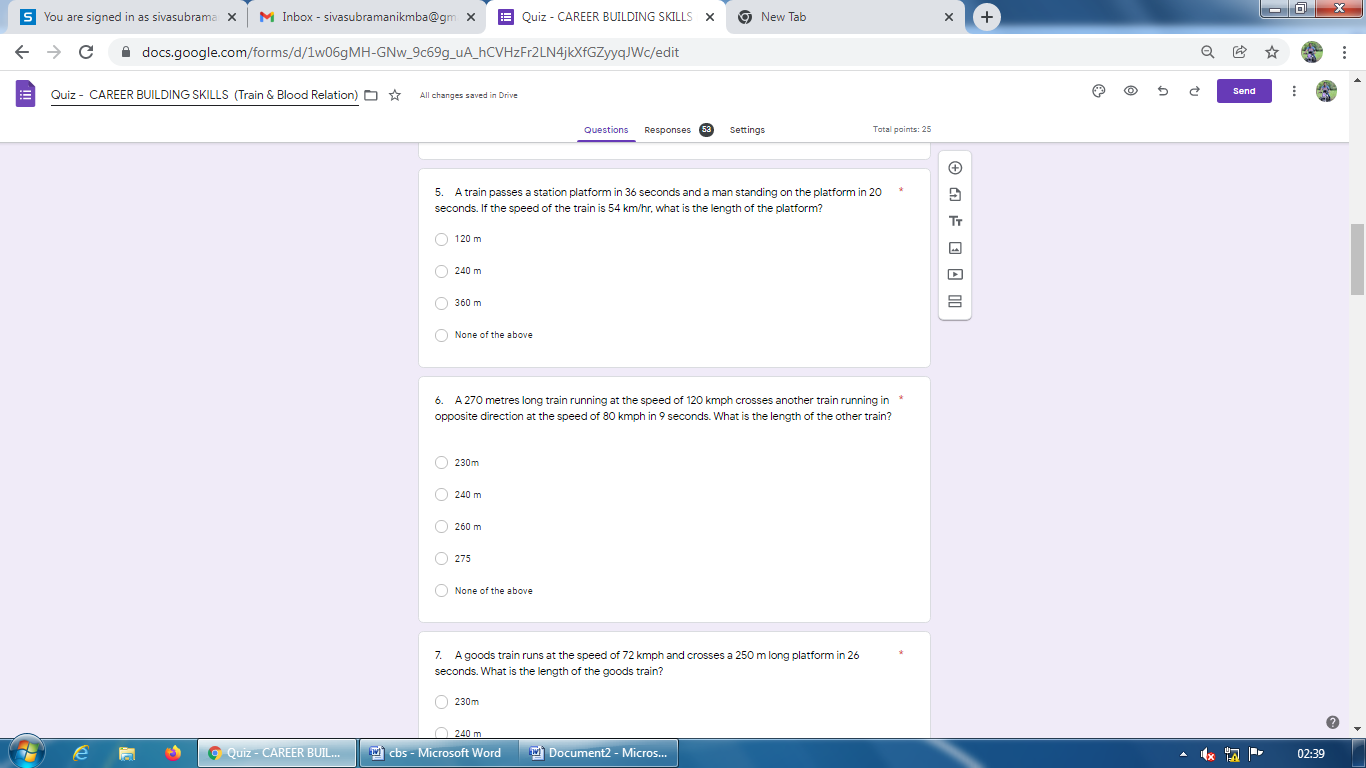 You are signed in as sivasubrama
Inbox - sivasubramanikmba@gm
Quiz - CAREER BUILDING SKILLS
New Tab
docs.google.com/forms/d/1w06gMH-GNw_9c69g_uA_hCVHzFr2LN4jkXfGZyyqJWc/edit
Quiz - CAREER BUILDING SKILLS (Train & Blood Relation)
All changes saved in Drive
Send
Questions
Responses 53
Settings
Total points: 25
5. A train passes a station platform in 36 seconds and a man standing on the platform in 20 *
seconds. If the speed of the train is 54 km/hr, what is the length of the platform?
120 m
240 m
360 m
None of the above
6. A 270 metres long train running at the speed of 120 kmph crosses another train running in *
opposite direction at the speed of 80 kmph in 9 seconds. What is the length of the other train?
230m
240 m
260 m
275
None of the above
7. A goods train runs at the speed of 72 kmph and crosses a 250 m long platform in 26 *
seconds. What is the length of the goods train?
230m
240 m
Quiz - CAREER BUIL...
cbs - Microsoft Word
Document2 - Micros...
02:39